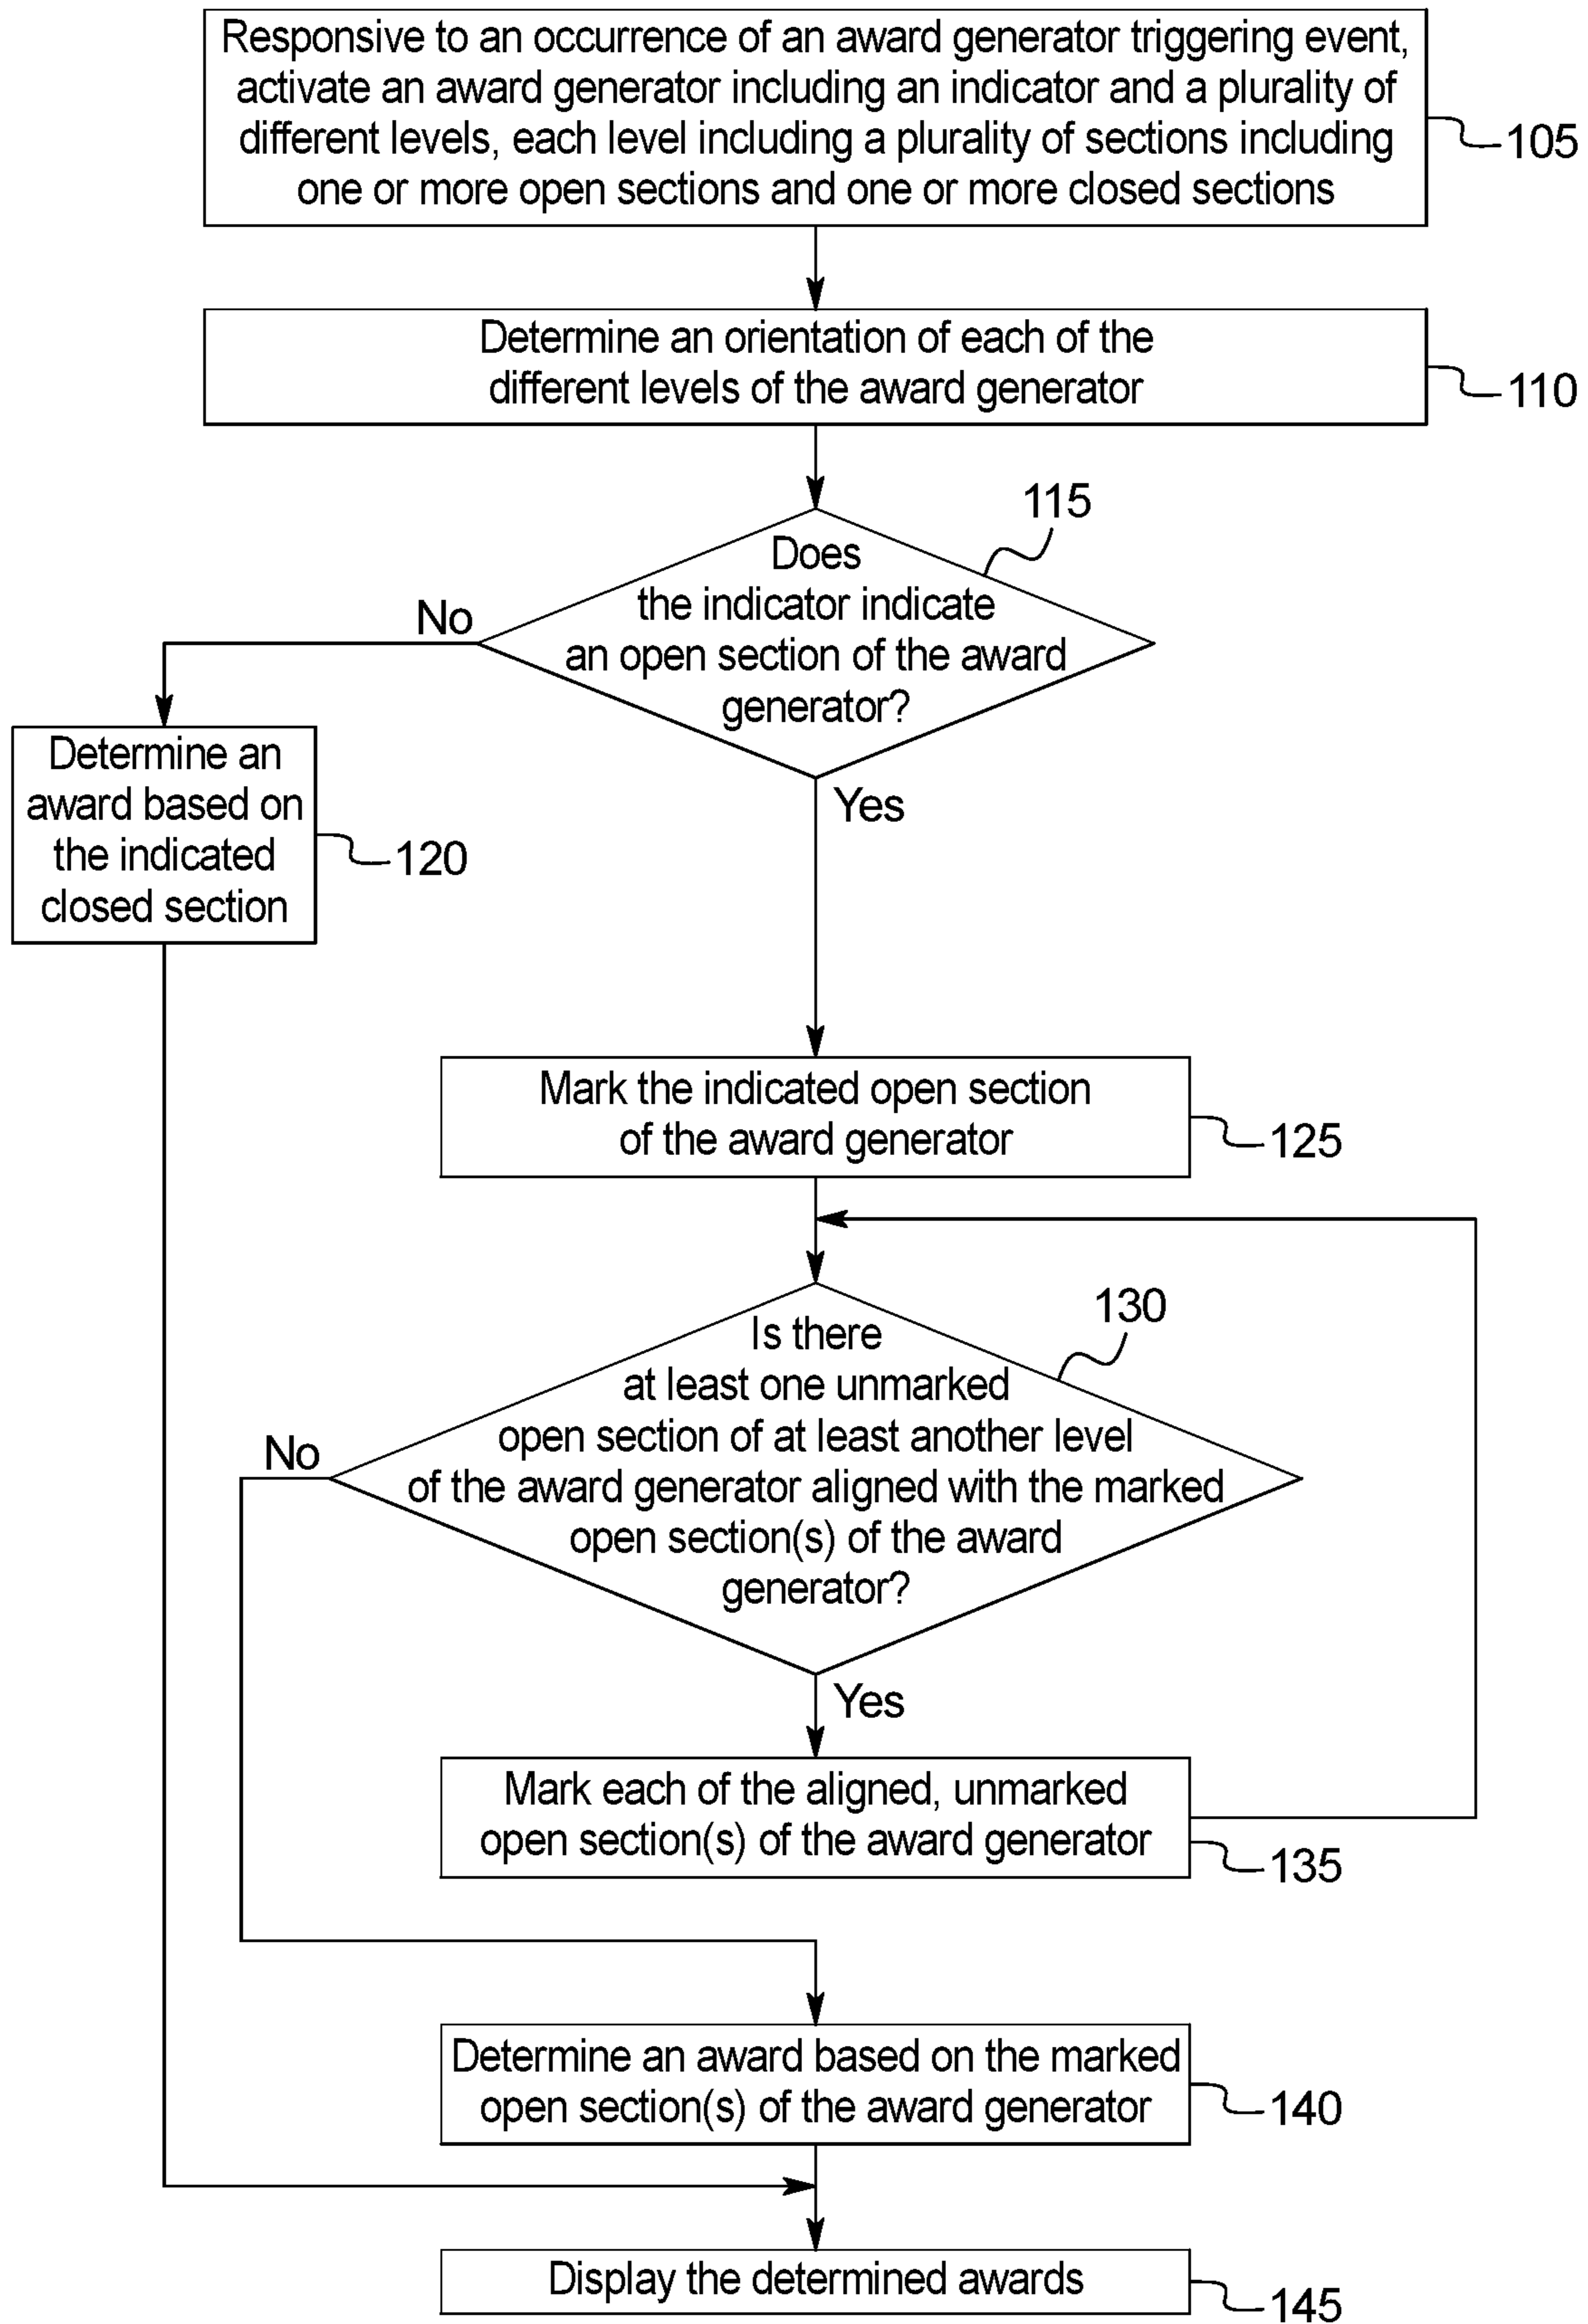 Responsive to an occurrence of an award generator triggering event,
activate an award generator including an indicator and a plurality of
different levels, each level including a plurality of sections including
one or more open sections and one or more closed sections
105
Determine an orientation of each of the
different levels of the award generator
110
115
Does
the indicator indicate
an open section of the award
generator?
No
Yes
Determine an
award based on
the indicated
closed section
120
Mark the indicated open section
of the award generator
125
130
Is there
at least one unmarked
open section of at least another level
of the award generator aligned with the marked
open section(s) of the award
generator?
No
Yes
Mark each of the aligned, unmarked
open section(s) of the award generator
135
Determine an award based on the marked
open section(s) of the award generator
140
Display the determined awards
145